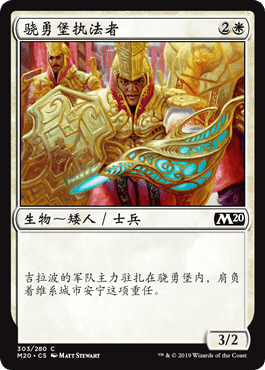 骁勇堡执法者 2
生物～矮人／士兵 M20
吉拉波的军队主力驻扎在骁勇堡内，肩负
着维系城市安宁这项重任。
3/2
303/280 C
M20 • CS MATT STEWART ™ & © 2019 Wizards of the Coast